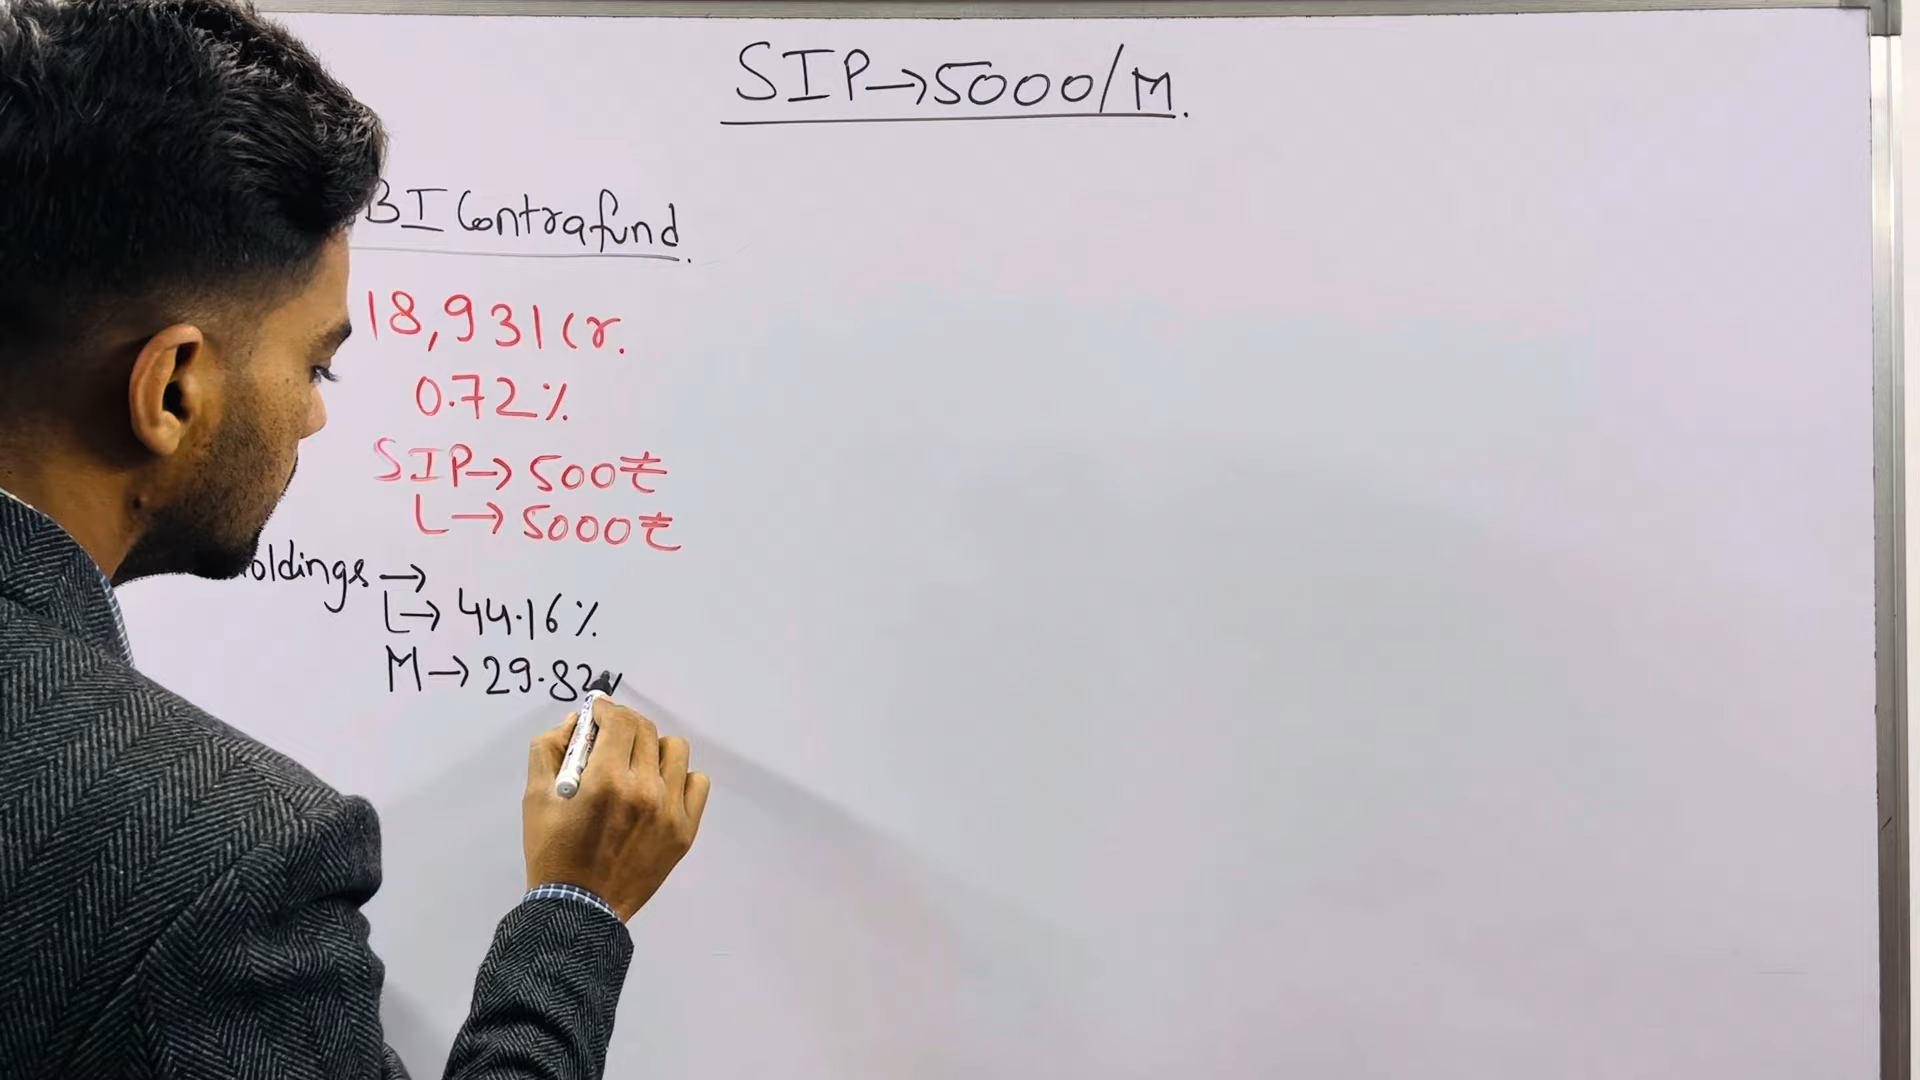 SIP→5000/M.
BI Contrafund.
18,931 Cr.
0.72%
SIP→500₹
L→5000₹
oldings→
L→44.16%
M→29.82%